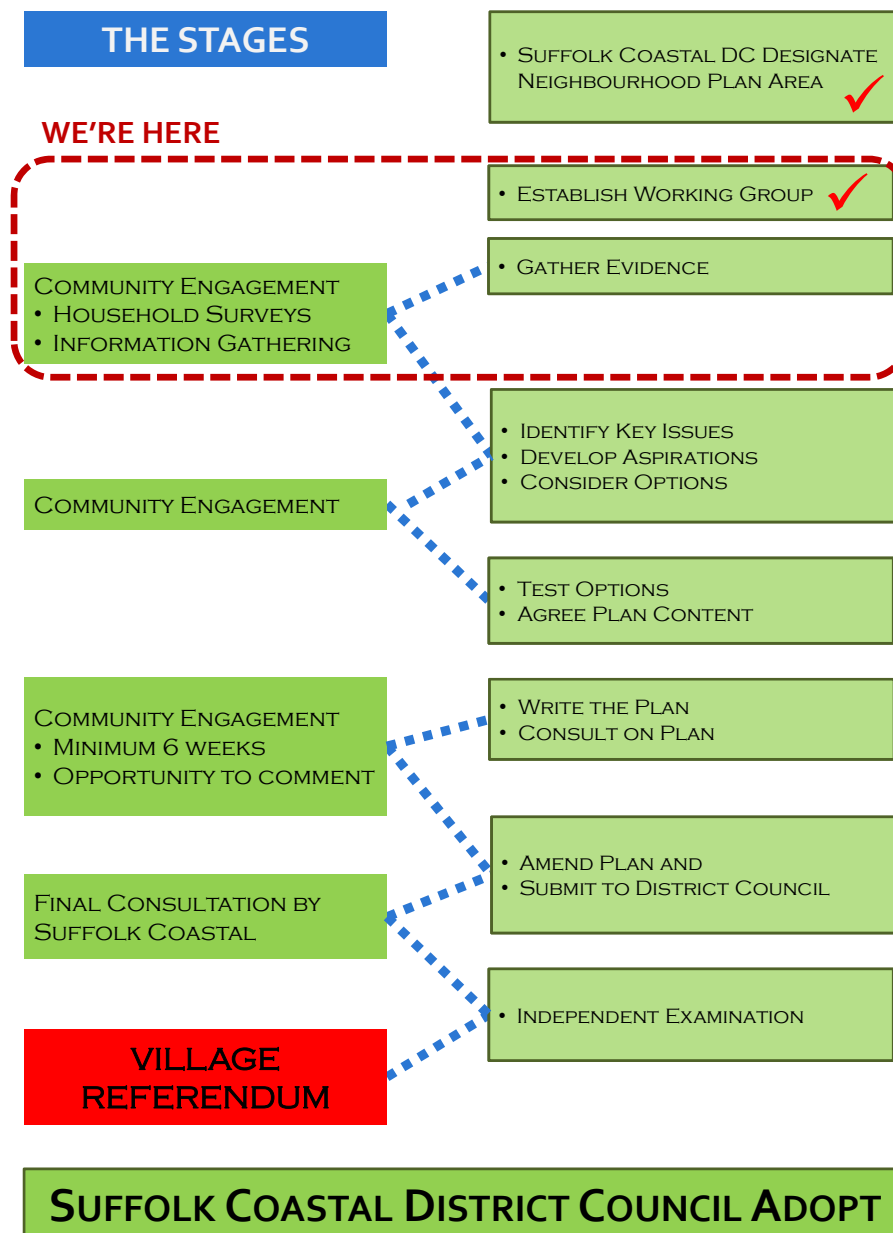 THE STAGES
• Suffolk Coastal DC Designate
Neighbourhood Plan Area
WE'RE HERE
• Establish Working Group
• Gather Evidence
Community Engagement
• Household Surveys
• Information Gathering
• Identify Key Issues
• Develop Aspirations
• Consider Options
Community Engagement
• Test Options
• Agree Plan Content
Community Engagement
• Minimum 6 weeks
• Opportunity to comment
• Write the Plan
• Consult on Plan
• Amend Plan and
• Submit to District Council
Final Consultation by
Suffolk Coastal
• Independent Examination
VILLAGE
REFERENDUM
Suffolk Coastal District Council Adopt